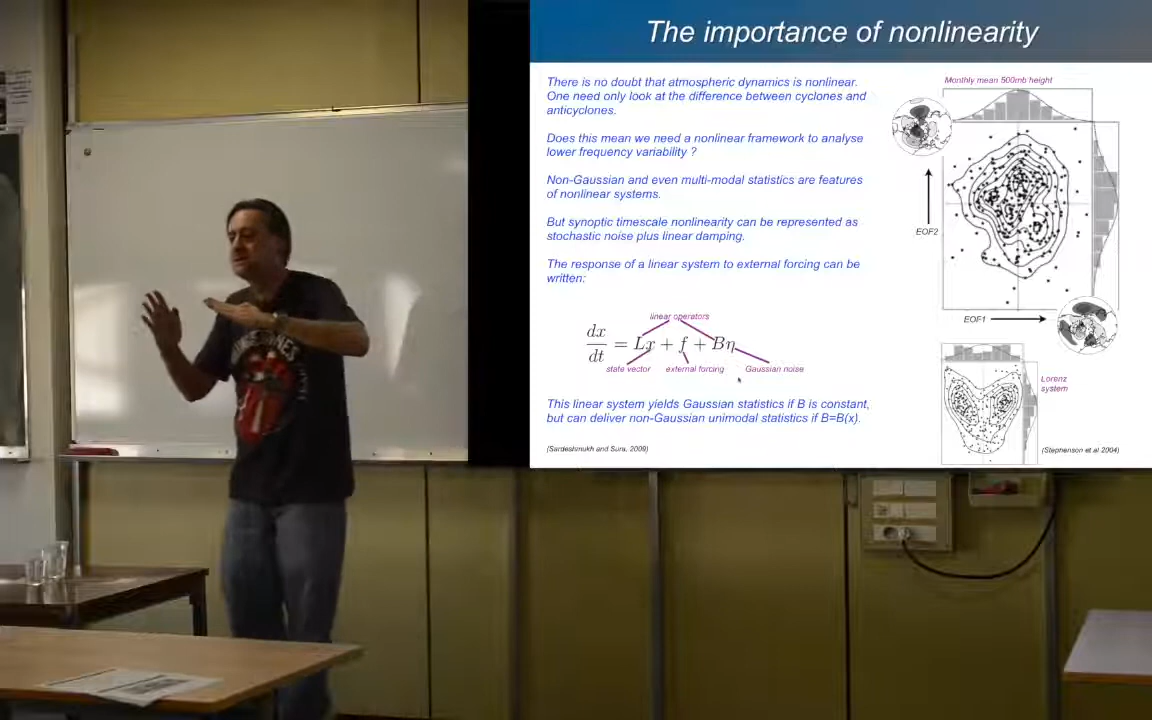 The importance of nonlinearity
There is no doubt that atmospheric dynamics is nonlinear.
One need only look at the difference between cyclones and
anticyclones.
Does this mean we need a nonlinear framework to analyse
lower frequency variability ?
Non-Gaussian and even multi-modal statistics are features
of nonlinear systems.
But synoptic timescale nonlinearity can be represented as
stochastic noise plus linear damping.
The response of a linear system to external forcing can be
written:
linear operators
dx/dt = Lx + f + Bη
state vector external forcing Gaussian noise
This linear system yields Gaussian statistics if B is constant,
but can deliver non-Gaussian unimodal statistics if B=B(x).
(Sardeshmukh and Sura, 2009)
Monthly mean 500mb height
EOF2
EOF1
Lorenz
system
(Stephenson et al 2004)